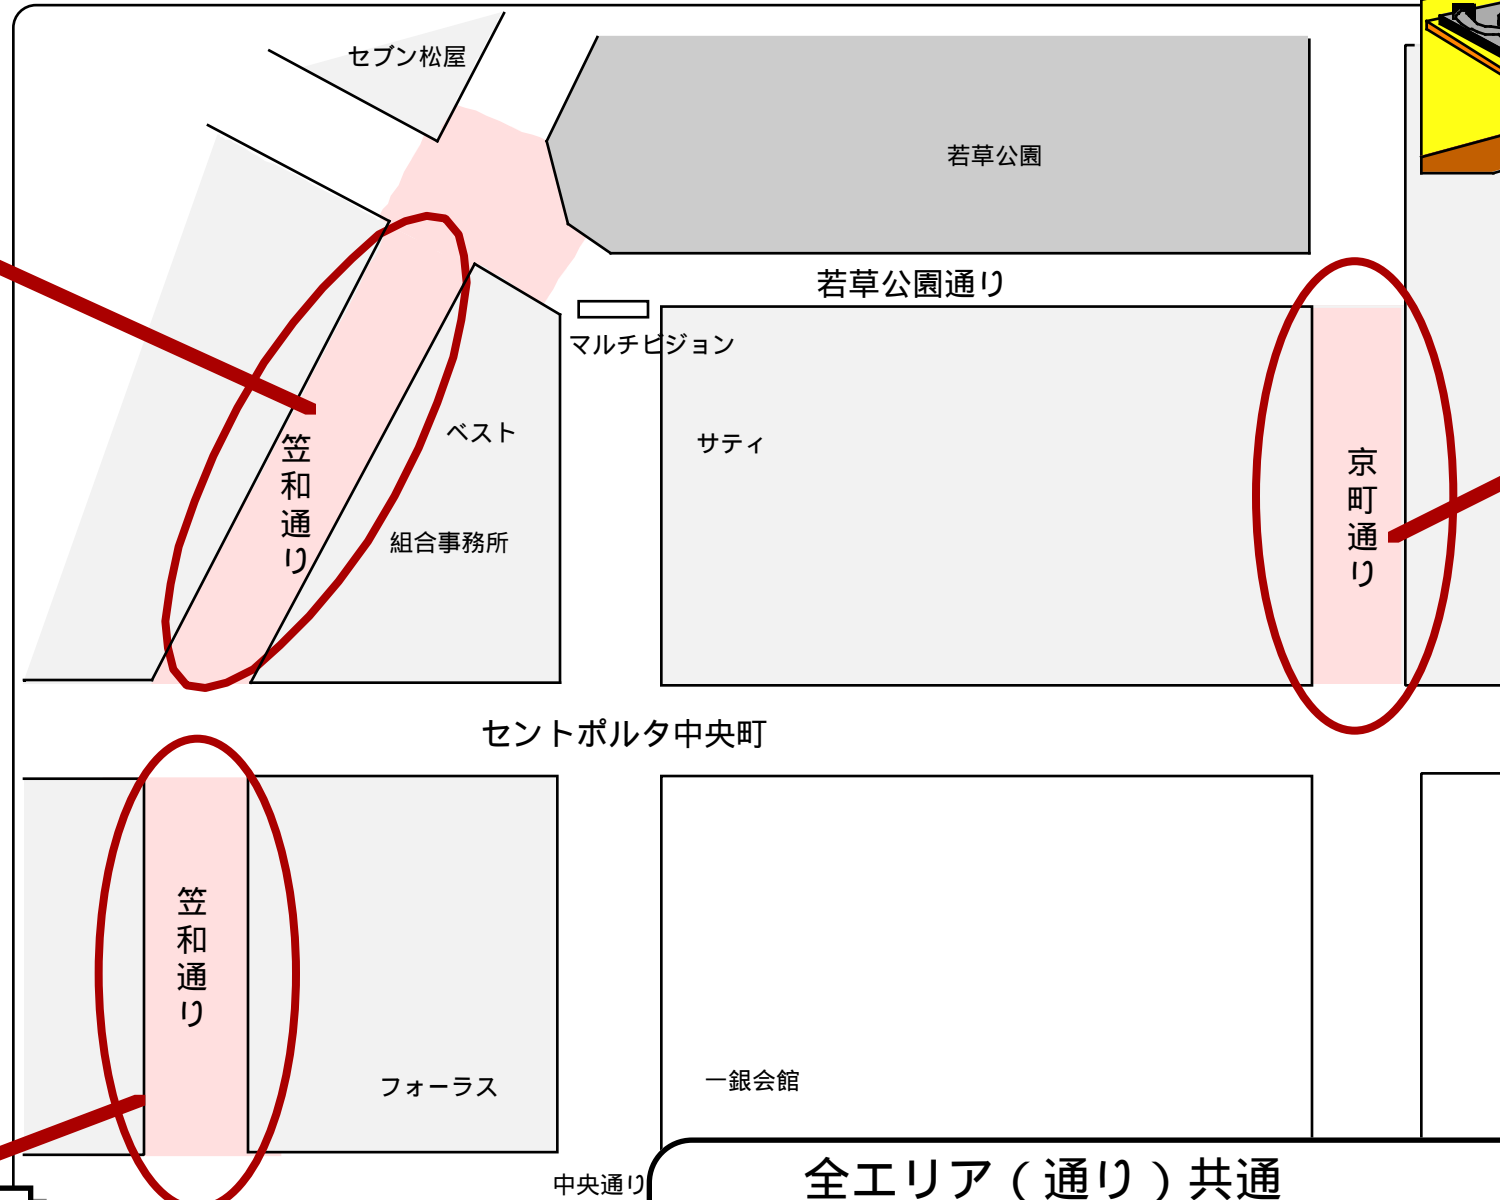 セブン松屋
若草公園
若草公園通り
マルチビジョン
ベスト
サティ
笠和通り
京町通り
組合事務所
セントポルタ中央町
笠和通り
フォーラス
一銀会館
中央通り
全エリア（通り）共通